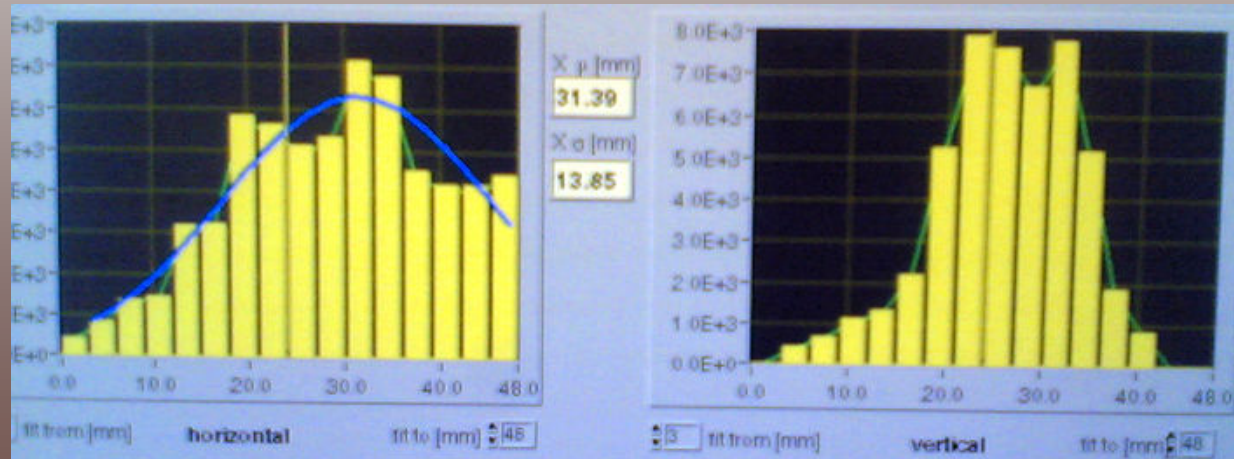 E+3
E+3
E+3
E+3
E+3
E+3
E+3
E+0
0.0 10.0 20.0 30.0 40.0 48.0
fit from [mm] horizontal fit to [mm]
X μ [mm]
31.39
X σ [mm]
13.85
8.0E+3
7.0E+3
6.0E+3
5.0E+3
4.0E+3
3.0E+3
2.0E+3
1.0E+3
0.0E+0
0.0 10.0 20.0 30.0 40.0 48.0
3 fit from [mm] vertical fit to [mm] 48